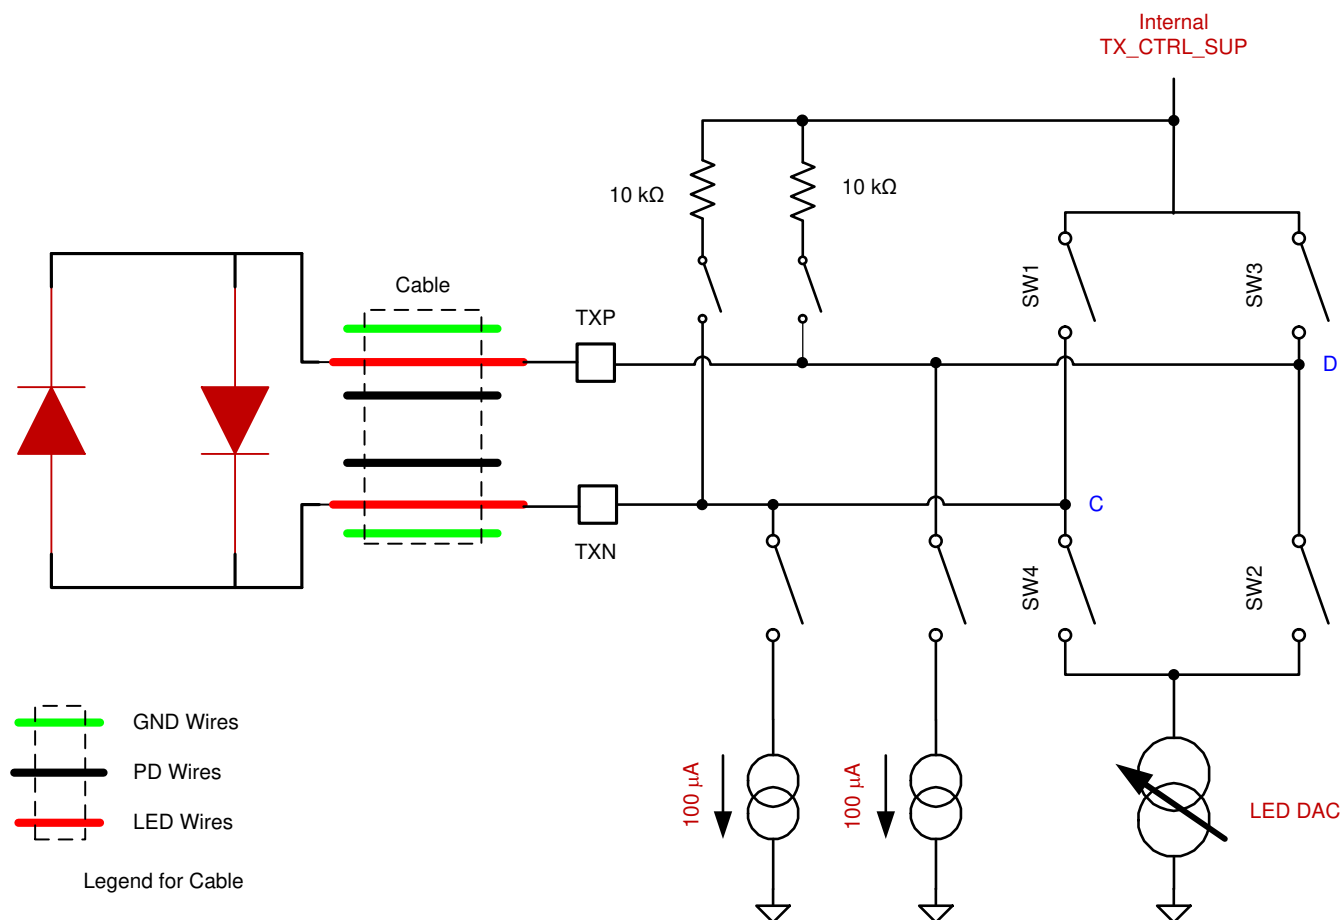 Internal
TX_CTRL_SUP
10 kΩ
10 kΩ
Cable
SW1
SW3
TXP
D
C
TXN
SW4
SW2
GND Wires
PD Wires
LED Wires
100 µA
100 µA
LED DAC
Legend for Cable